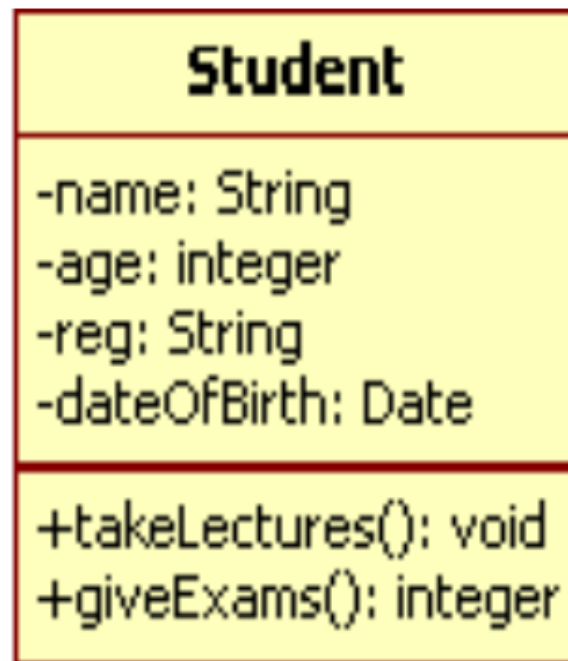 Student
-name: String
-age: integer
-reg: String
-dateOfBirth: Date
+takeLectures(): void
+giveExams(): integer